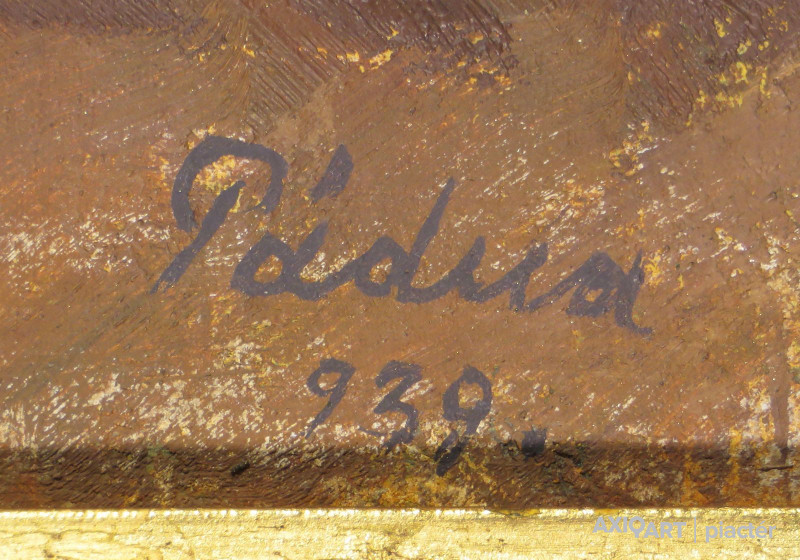 Pádua
939.
AXIOART | piactér